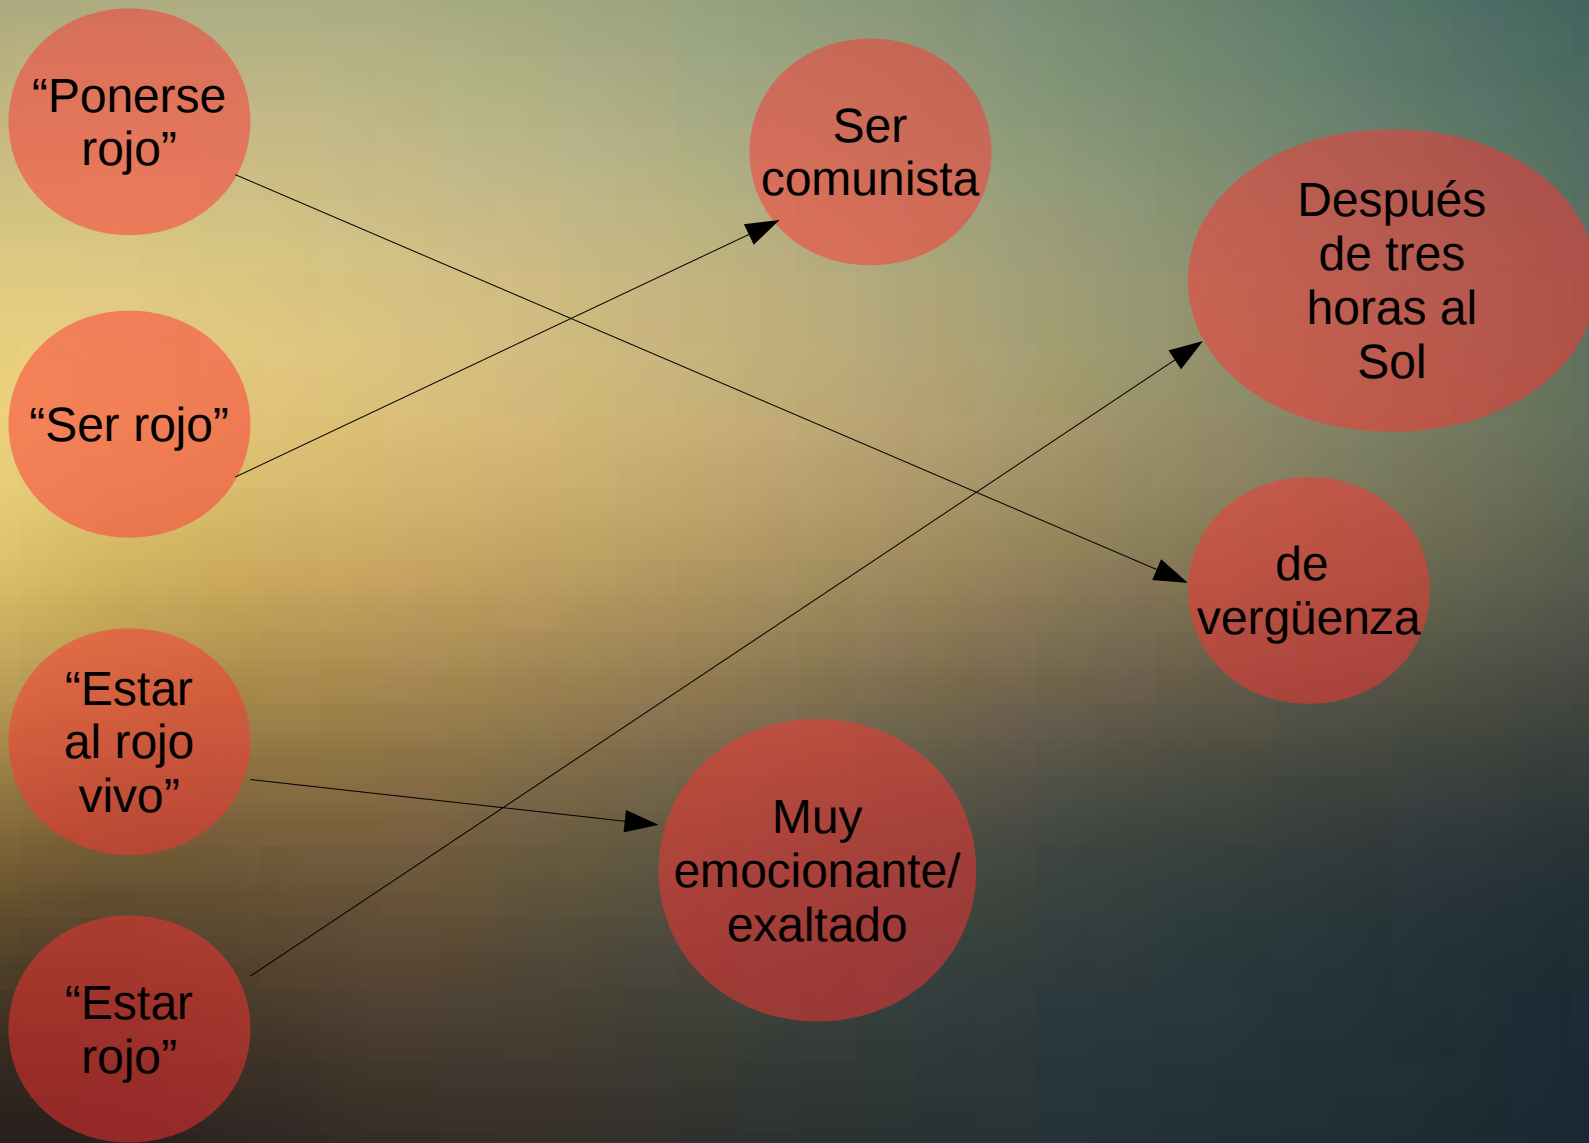 “Ponerse
rojo”
“Ser rojo”
“Estar
al rojo
vivo”
“Estar
rojo”
Ser
comunista
Muy
emocionante/
exaltado
Después
de tres
horas al
Sol
de
vergüenza